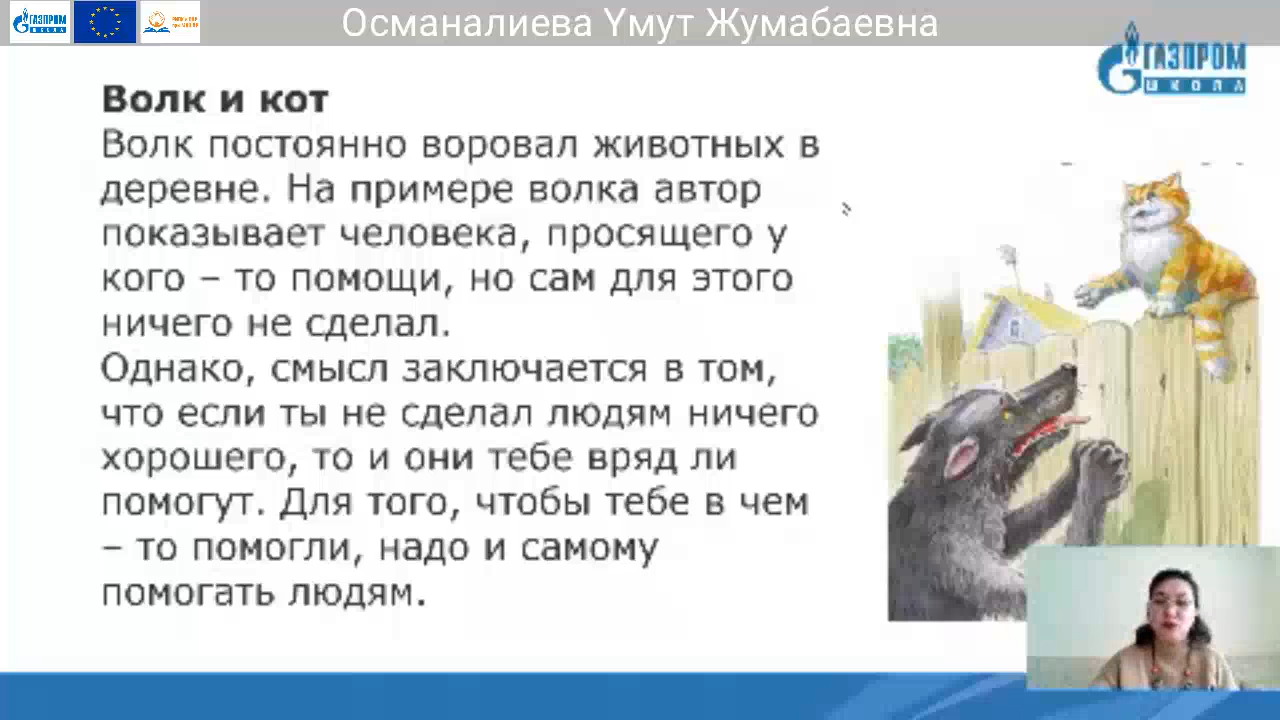 Османалиева Үмут Жумабаевна
ГАЗПРОМ
ШКОЛА
ГАЗПРОМ
ШКОЛА
Волк и кот
Волк постоянно воровал животных в
деревне. На примере волка автор
показывает человека, просящего у
кого – то помощи, но сам для этого
ничего не сделал.
Однако, смысл заключается в том,
что если ты не сделал людям ничего
хорошего, то и они тебе вряд ли
помогут. Для того, чтобы тебе в чем
– то помогли, надо и самому
помогать людям.